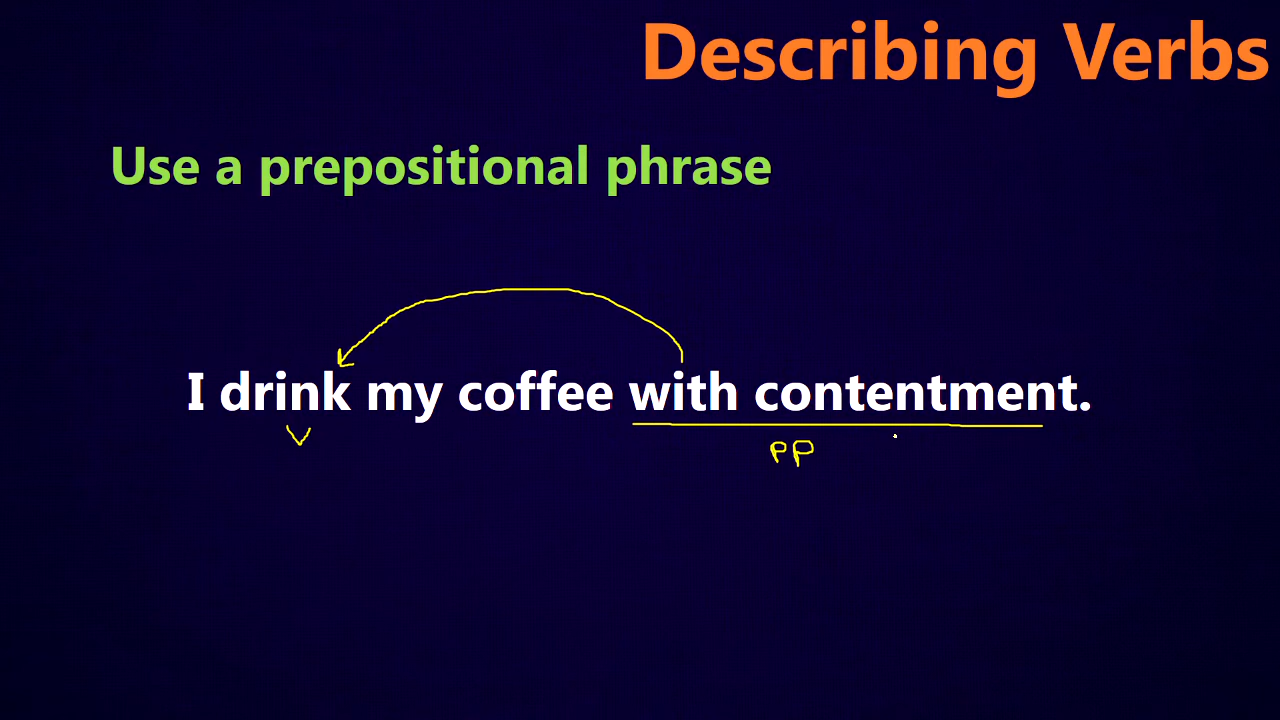 Describing Verbs
Use a prepositional phrase
I drink my coffee with contentment.
V
PP